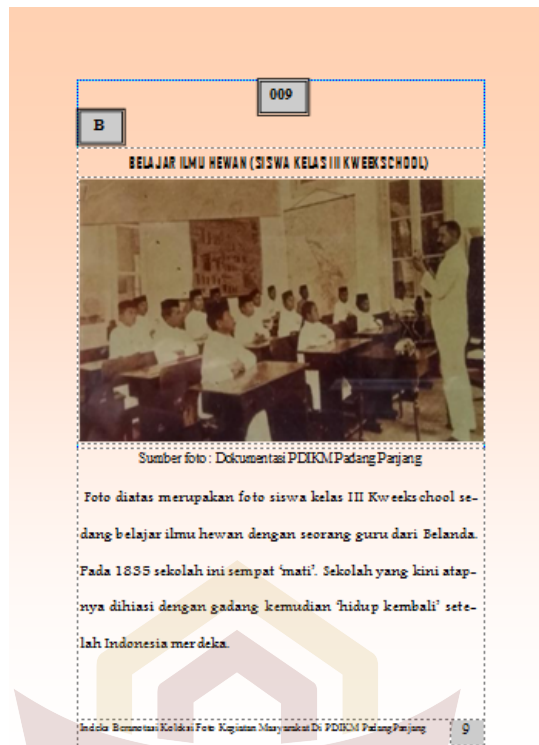 009
B
BELAJAR ILMU HEWAN (SISWA KELAS III KWEEKSCHOOL)
Sumber foto : Dokumentasi PDIKM Padang Panjang
Foto diatas merupakan foto siswa kelas III Kweekschool se-
dang belajar ilmu hewan dengan seorang guru dari Belanda.
Pada 1835 sekolah ini sempat ‘mati’. Sekolah yang kini atap-
nya dihiasi dengan gadang kemudian ‘hidup kembali’ sete-
lah Indonesia merdeka.
Indeks Beranotasi Koleksi Foto Kegiatan Masyarakat Di PDIKM Padang Panjang 9